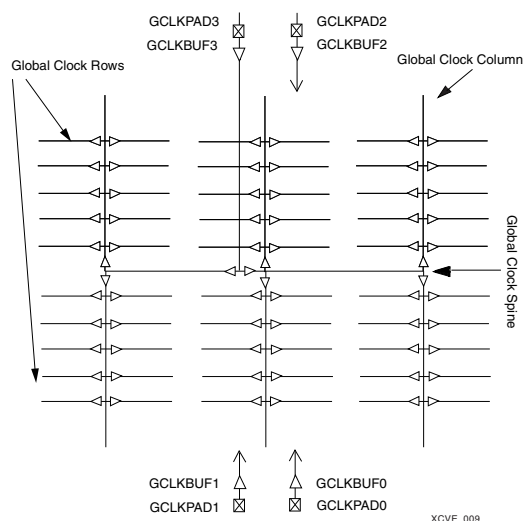 GCLKPAD3
GCLKBUF3
GCLKPAD2
GCLKBUF2
Global Clock Rows
Global Clock Column
Global Clock Spine
GCLKBUF1
GCLKPAD1
GCLKBUF0
GCLKPAD0
XCVE_009